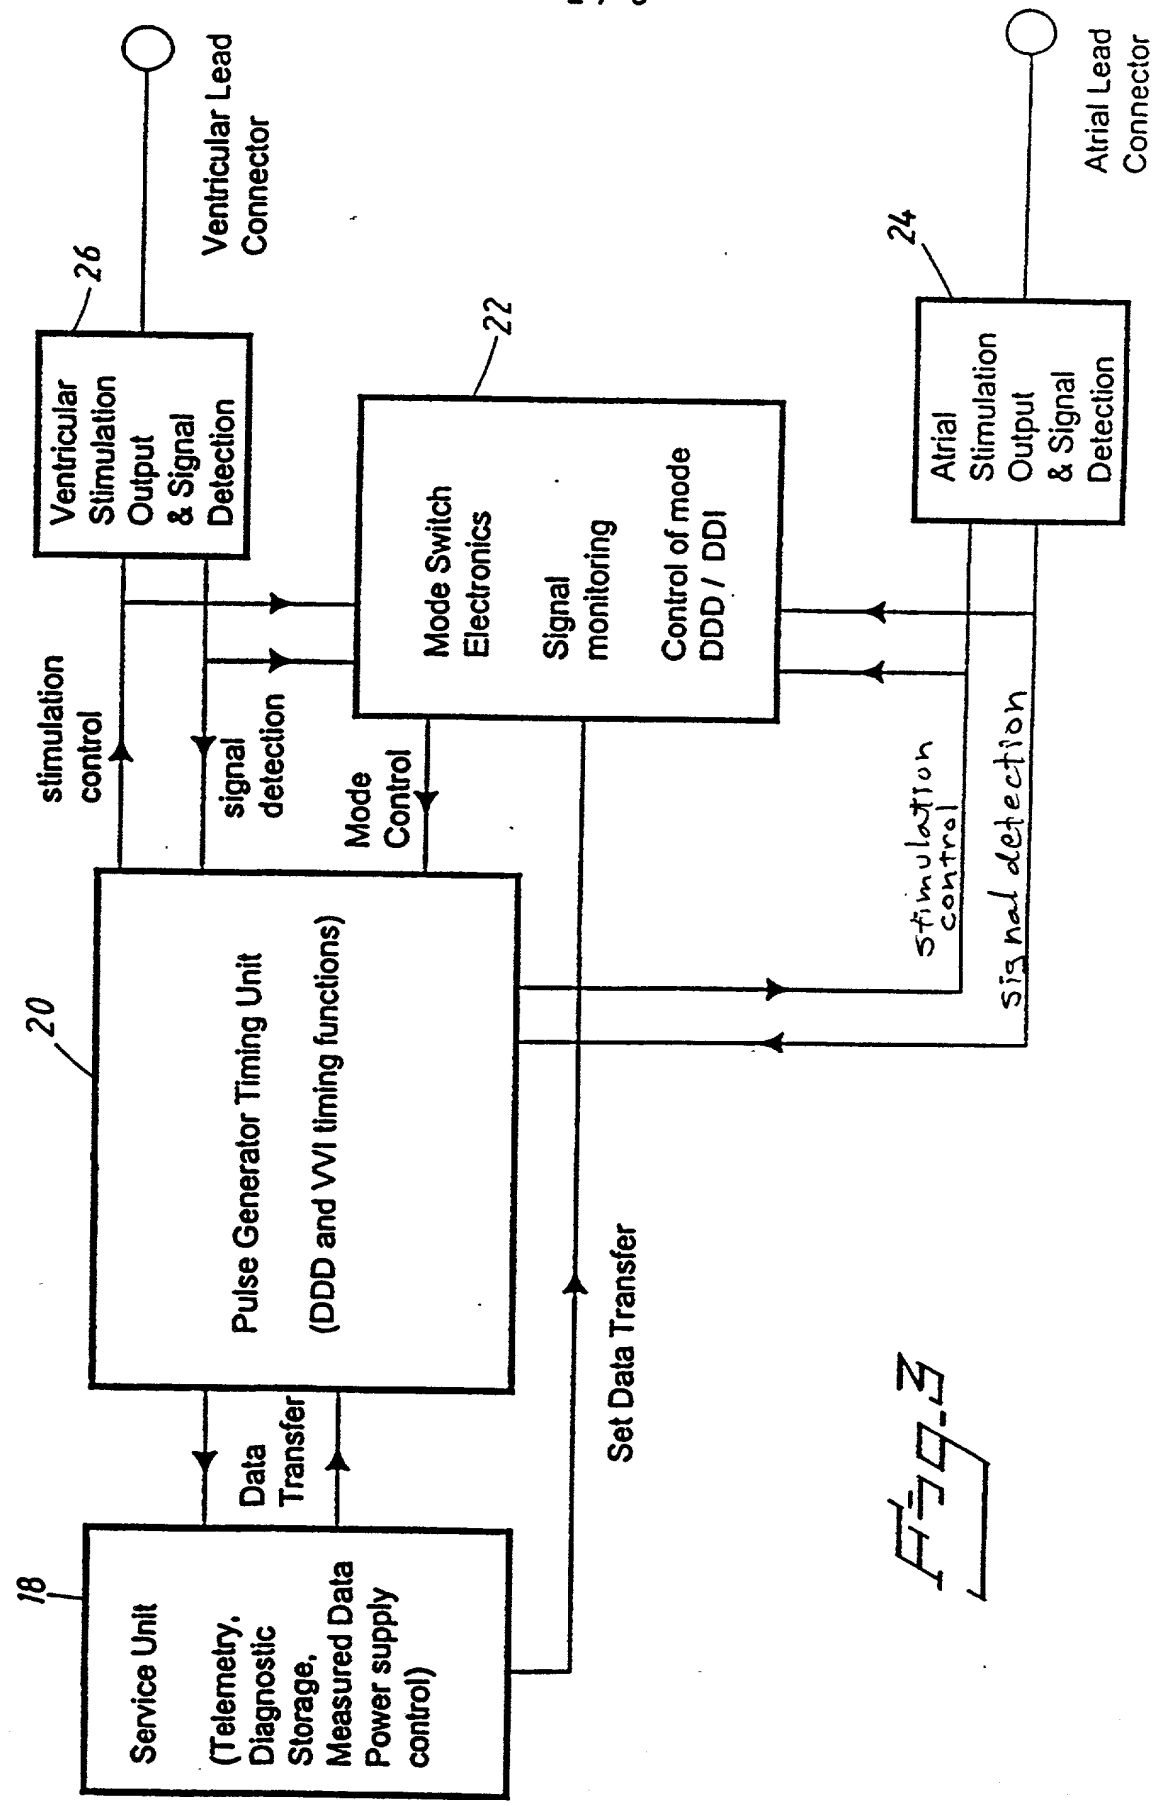 18
Service Unit
(Telemetry,
Diagnostic
Storage,
Measured Data
Power supply
control)
Data
Transfer
Set Data Transfer
20
Pulse Generator Timing Unit
(DDD and VVI timing functions)
stimulation
control
signal
detection
Mode
Control
stimulation
control
signal detection
26
Ventricular
Stimulation
Output
& Signal
Detection
22
Mode Switch
Electronics
Signal
monitoring
Control of mode
DDD / DDI
24
Atrial
Stimulation
Output
& Signal
Detection
Ventricular Lead
Connector
Atrial Lead
Connector
Fig. 3